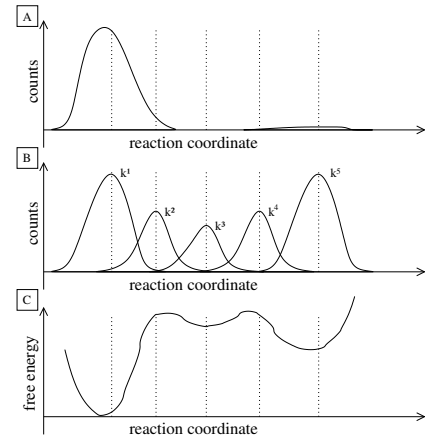 A
counts
reaction coordinate
B
k¹ k² k³ k⁴ k⁵
counts
reaction coordinate
C
free energy
reaction coordinate